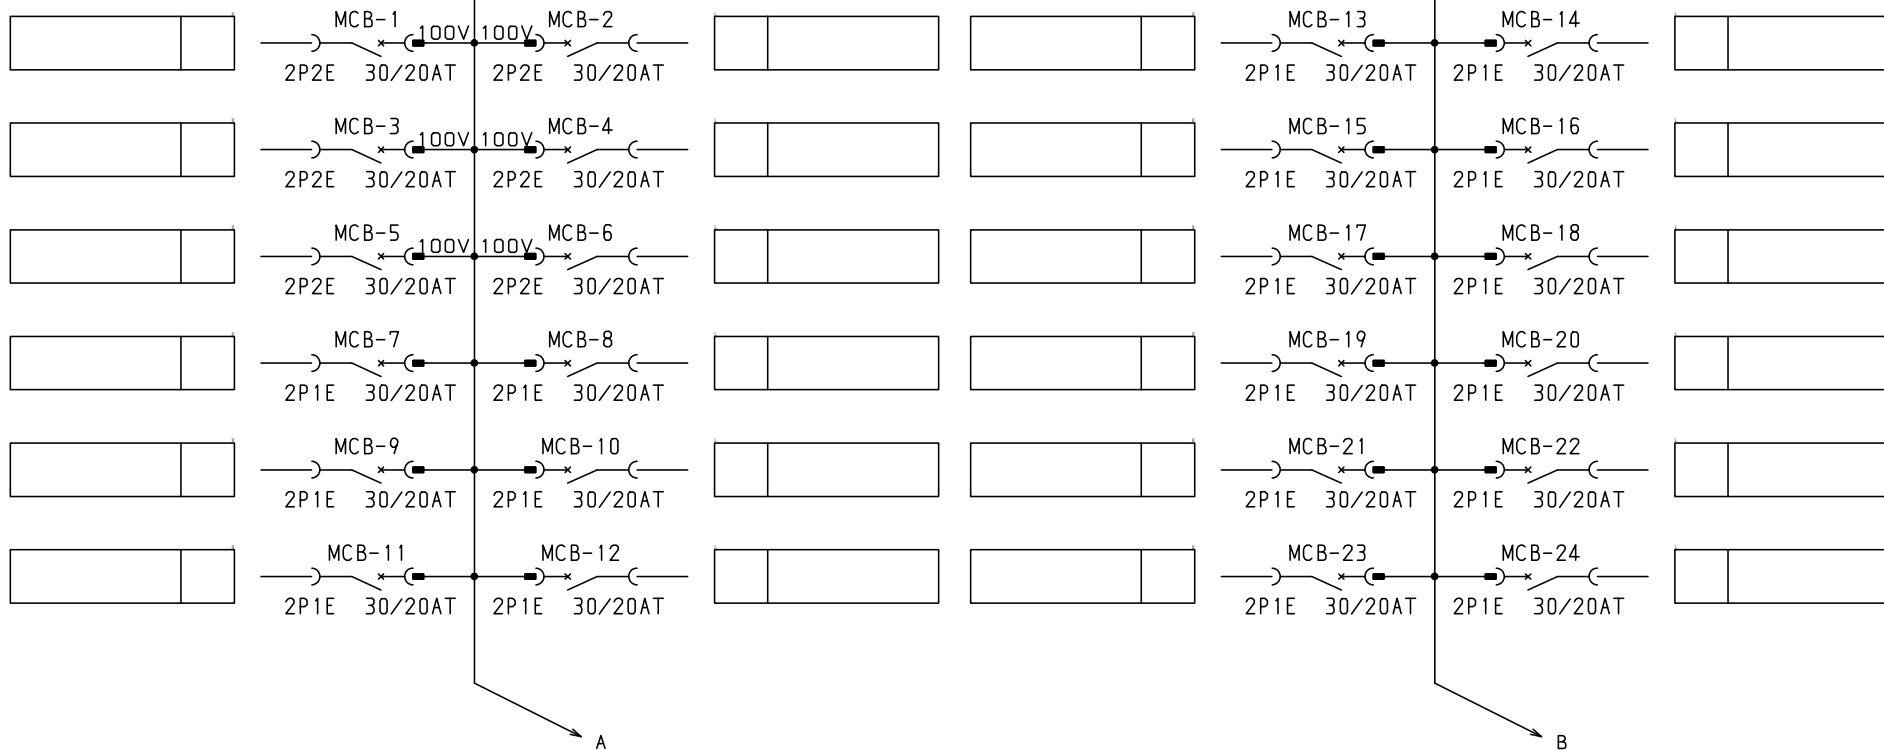 MCB-1 MCB-2 MCB-13 MCB-14
100V 100V
2P2E 30/20AT 2P2E 30/20AT 2P1E 30/20AT 2P1E 30/20AT
MCB-3 MCB-4 MCB-15 MCB-16
100V 100V
2P2E 30/20AT 2P2E 30/20AT 2P1E 30/20AT 2P1E 30/20AT
MCB-5 MCB-6 MCB-17 MCB-18
100V 100V
2P2E 30/20AT 2P2E 30/20AT 2P1E 30/20AT 2P1E 30/20AT
MCB-7 MCB-8 MCB-19 MCB-20
2P1E 30/20AT 2P1E 30/20AT 2P1E 30/20AT 2P1E 30/20AT
MCB-9 MCB-10 MCB-21 MCB-22
2P1E 30/20AT 2P1E 30/20AT 2P1E 30/20AT 2P1E 30/20AT
MCB-11 MCB-12 MCB-23 MCB-24
2P1E 30/20AT 2P1E 30/20AT 2P1E 30/20AT 2P1E 30/20AT
A B